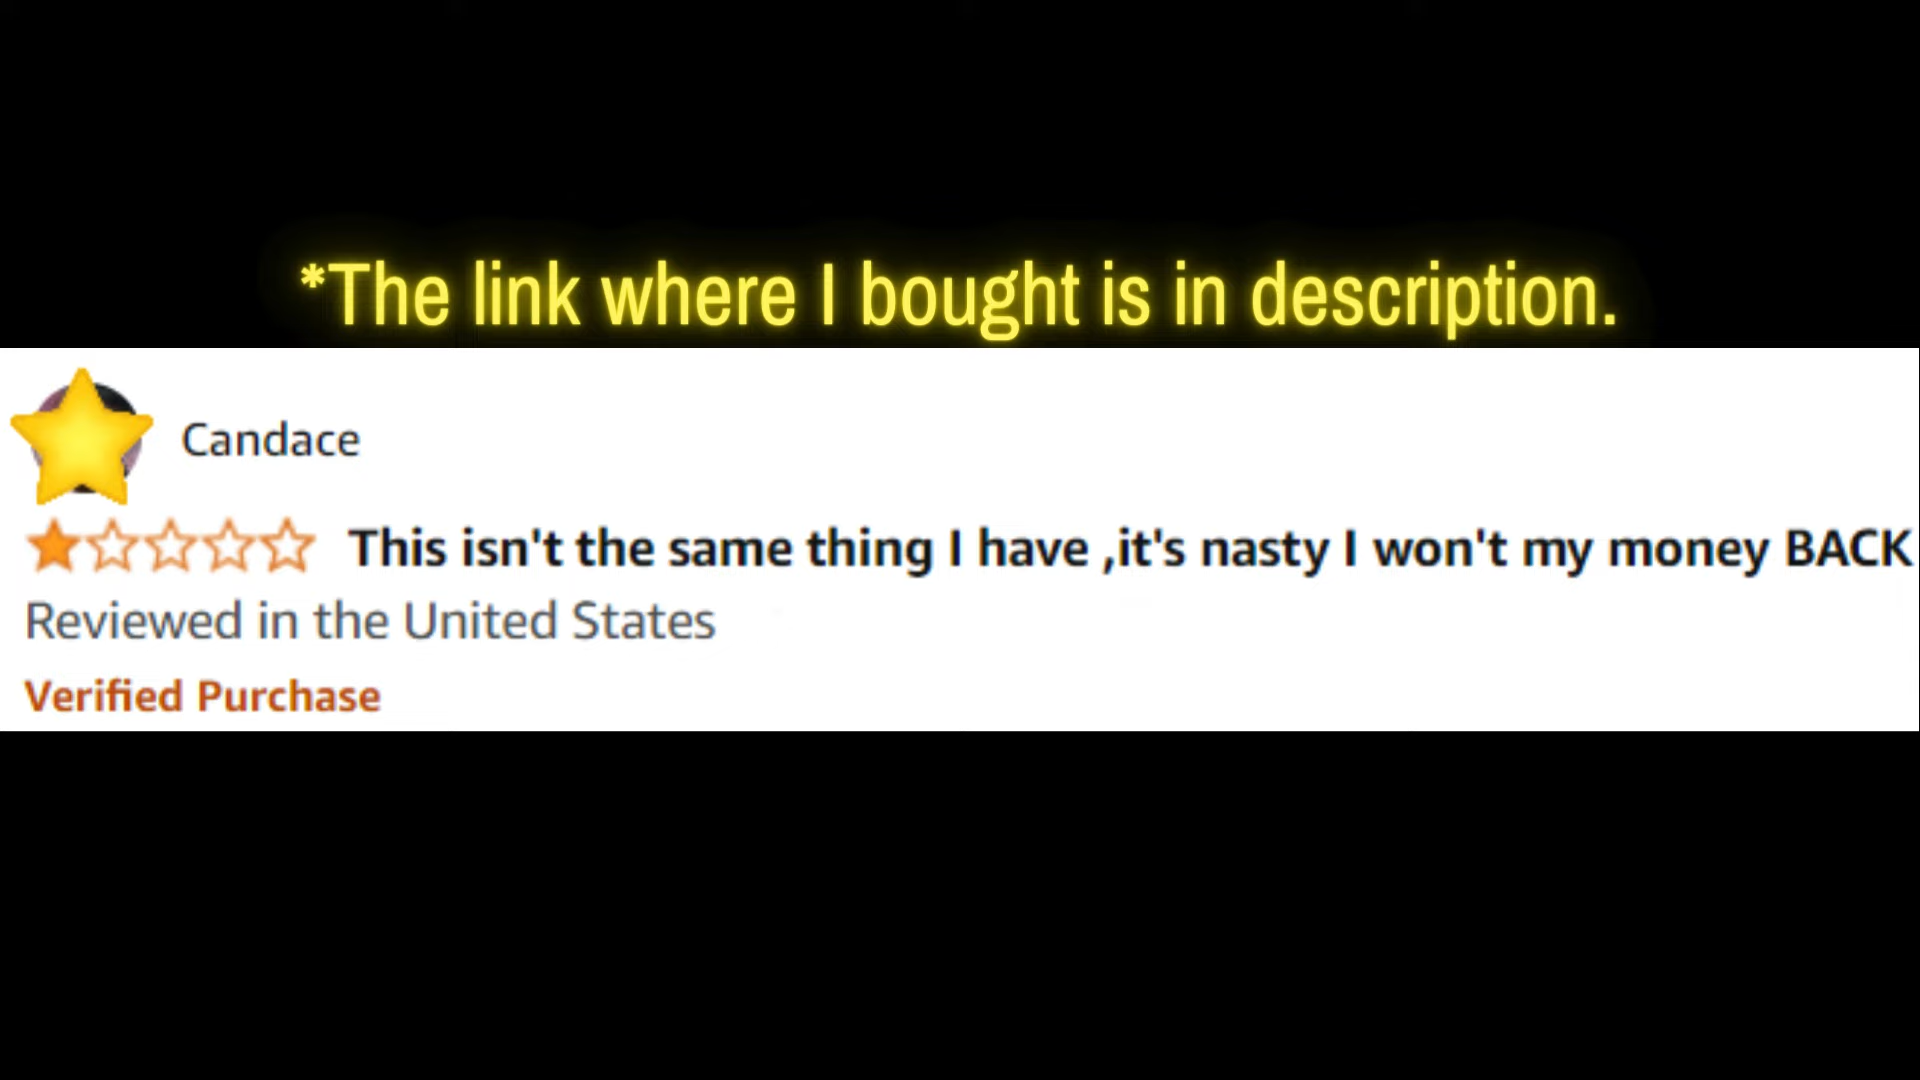 *The link where I bought is in description.
Candace
This isn't the same thing I have ,it's nasty I won't my money BACK
Reviewed in the United States
Verified Purchase